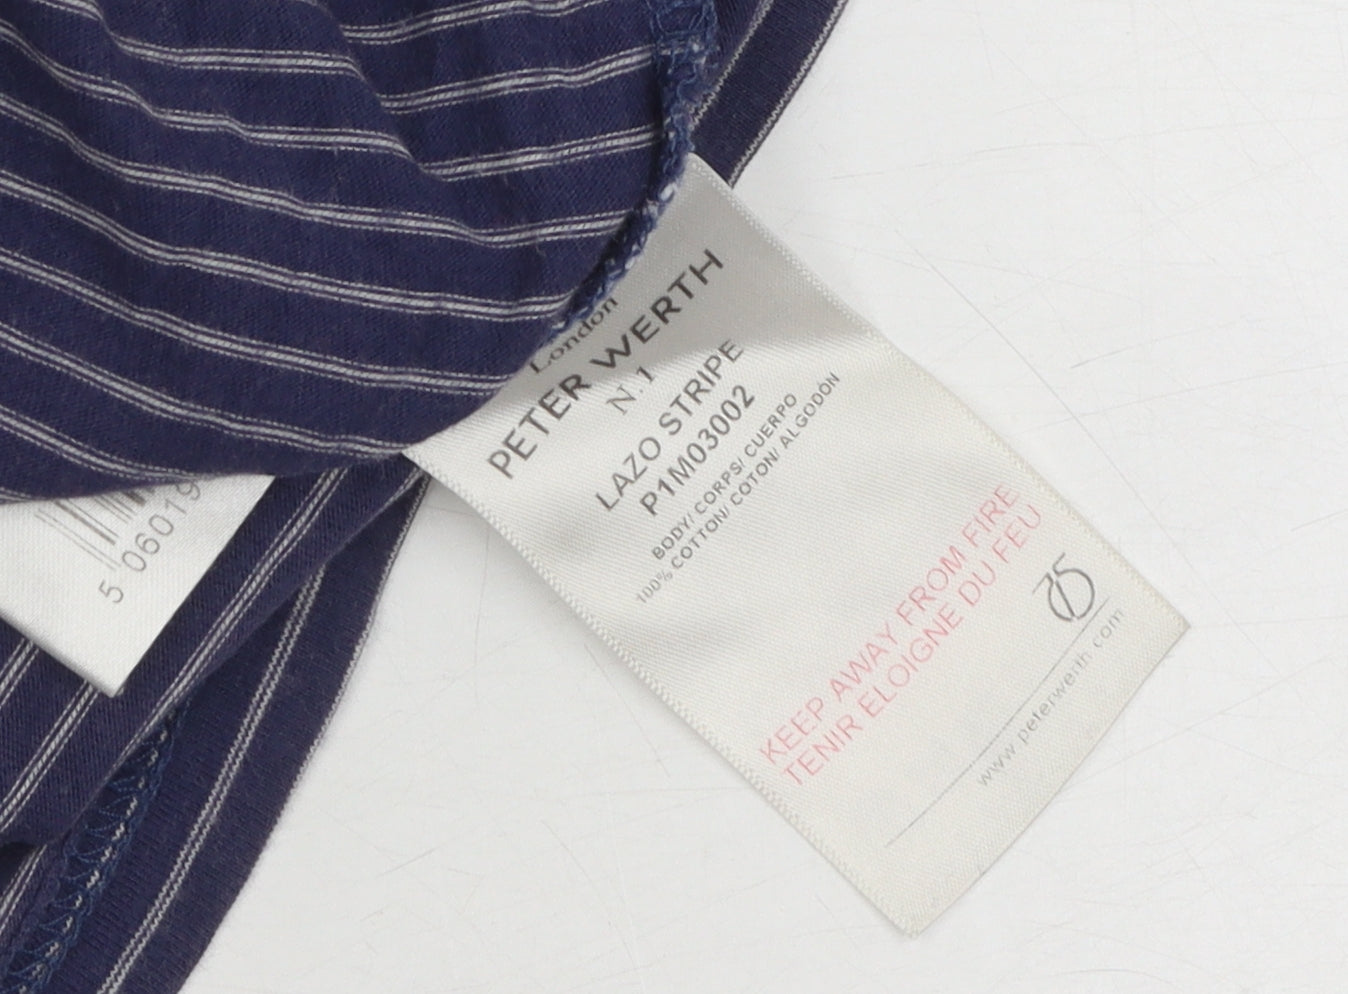 London
PETER WERTH
N.1
LAZO STRIPE
P1M03002
BODY/ CORPS/ CUERPO
100% COTTON/ COTON/ ALGODON
KEEP AWAY FROM FIRE
TENIR ELOIGNE DU FEU
www.peterwerth.com
5 06019